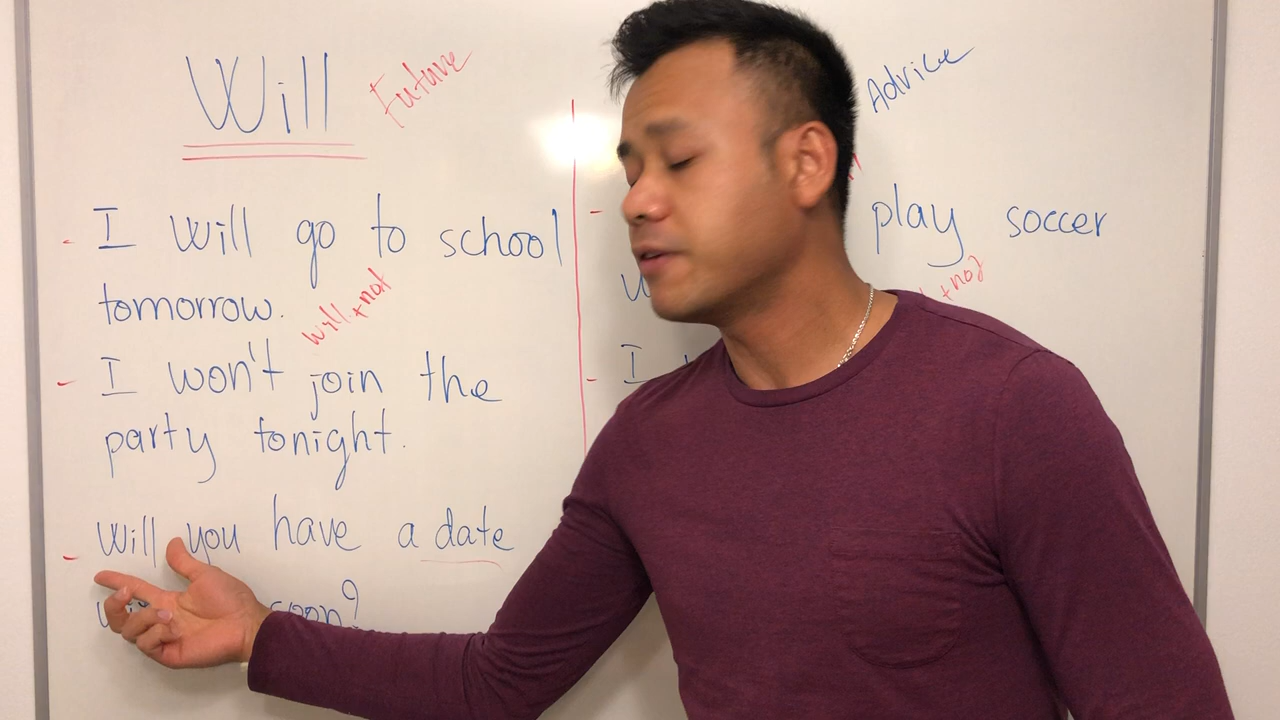 Will Future
- I will go to school
tomorrow.
will + not
- I won't join the
party tonight.
- Will you have a date
soon?
Advice
- play soccer
+ not
- I